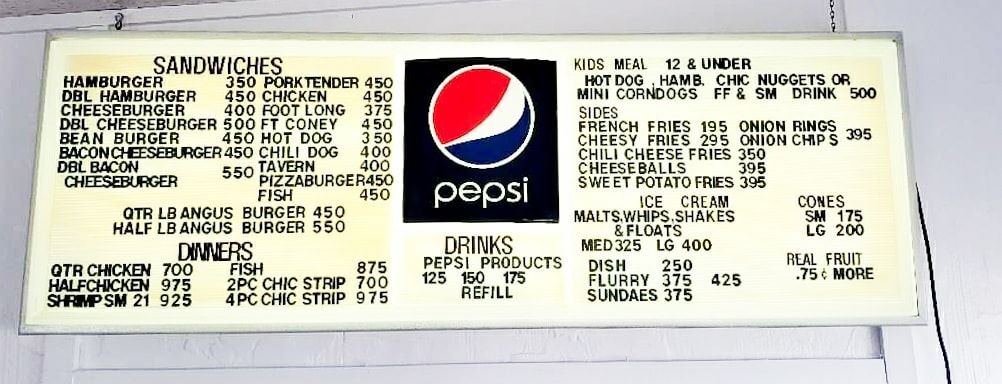 SANDWICHES
HAMBURGER 350
DBL HAMBURGER 450
CHEESEBURGER 400
DBL CHEESEBURGER 500
BEAN BURGER 450
BACON CHEESEBURGER 450
DBL BACON
CHEESEBURGER 550
PORKTENDER 450
CHICKEN 450
FOOT LONG 375
FT CONEY 450
HOT DOG 350
CHILI DOG 400
TAVERN 400
PIZZABURGER 450
FISH 450
QTR LB ANGUS BURGER 450
HALF LB ANGUS BURGER 550
DINNERS
QTR CHICKEN 700
HALFCHICKEN 975
SHRIMP SM 21 925
FISH 875
2PC CHIC STRIP 700
4PC CHIC STRIP 975
pepsi
DRINKS
PEPSI PRODUCTS
125 150 175
REFILL
KIDS MEAL 12 & UNDER
HOT DOG , HAMB, CHIC NUGGETS OR
MINI CORNDOGS FF & SM DRINK 500
SIDES
FRENCH FRIES 195 ONION RINGS
CHEESY FRIES 295 ONION CHIPS 395
CHILI CHEESE FRIES 350
CHEESEBALLS 395
SWEET POTATO FRIES 395
ICE CREAM
MALTS,WHIPS,SHAKES
& FLOATS
MED 325 LG 400
DISH 250
FLURRY 375 425
SUNDAES 375
CONES
SM 175
LG 200
REAL FRUIT
.75¢ MORE